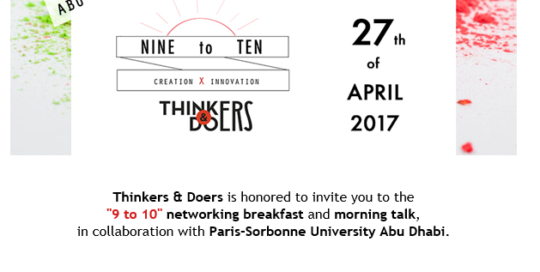 ABU
NINE to TEN
CREATION X INNOVATION
THINKERS
&
DOERS
27th
of
APRIL
2017
Thinkers & Doers is honored to invite you to the
"9 to 10" networking breakfast and morning talk,
in collaboration with Paris-Sorbonne University Abu Dhabi.